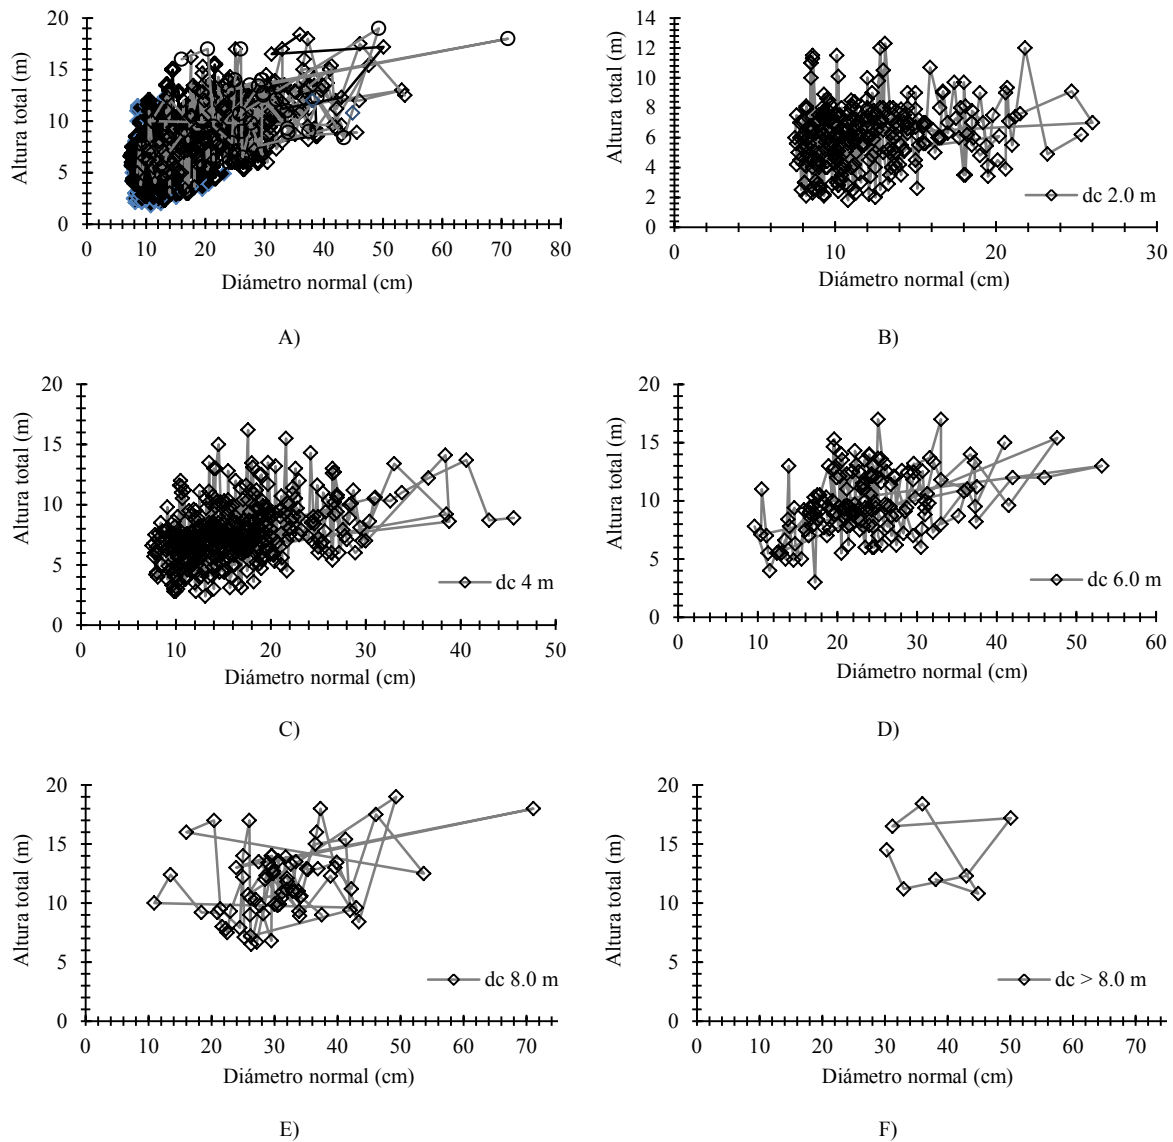 20
15
10
5
0
Altura total (m)
0 10 20 30 40 50 60 70 80
Diámetro normal (cm)
A)
14
12
10
8
6
4
2
0
Altura total (m)
dc 2.0 m
0 10 20 30
Diámetro normal (cm)
B)
20
15
10
5
0
Altura total (m)
dc 4 m
0 10 20 30 40 50
Diámetro normal (cm)
C)
20
15
10
5
0
Altura total (m)
dc 6.0 m
0 10 20 30 40 50 60
Diámetro normal (cm)
D)
20
15
10
5
0
Altura total (m)
dc 8.0 m
0 10 20 30 40 50 60 70
Diámetro normal (cm)
E)
20
15
10
5
0
Altura total (m)
dc > 8.0 m
0 10 20 30 40 50 60 70
Diámetro normal (cm)
F)